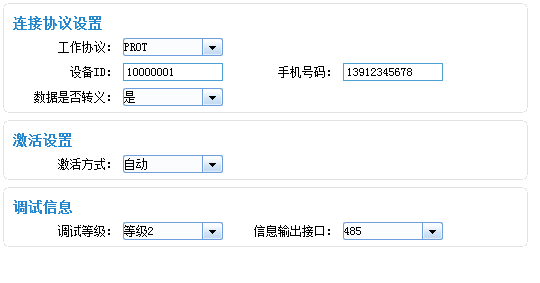 连接协议设置
工作协议： PROT
设备ID： 10000001 手机号码： 13912345678
数据是否转义： 是
激活设置
激活方式： 自动
调试信息
调试等级： 等级2 信息输出接口： 485